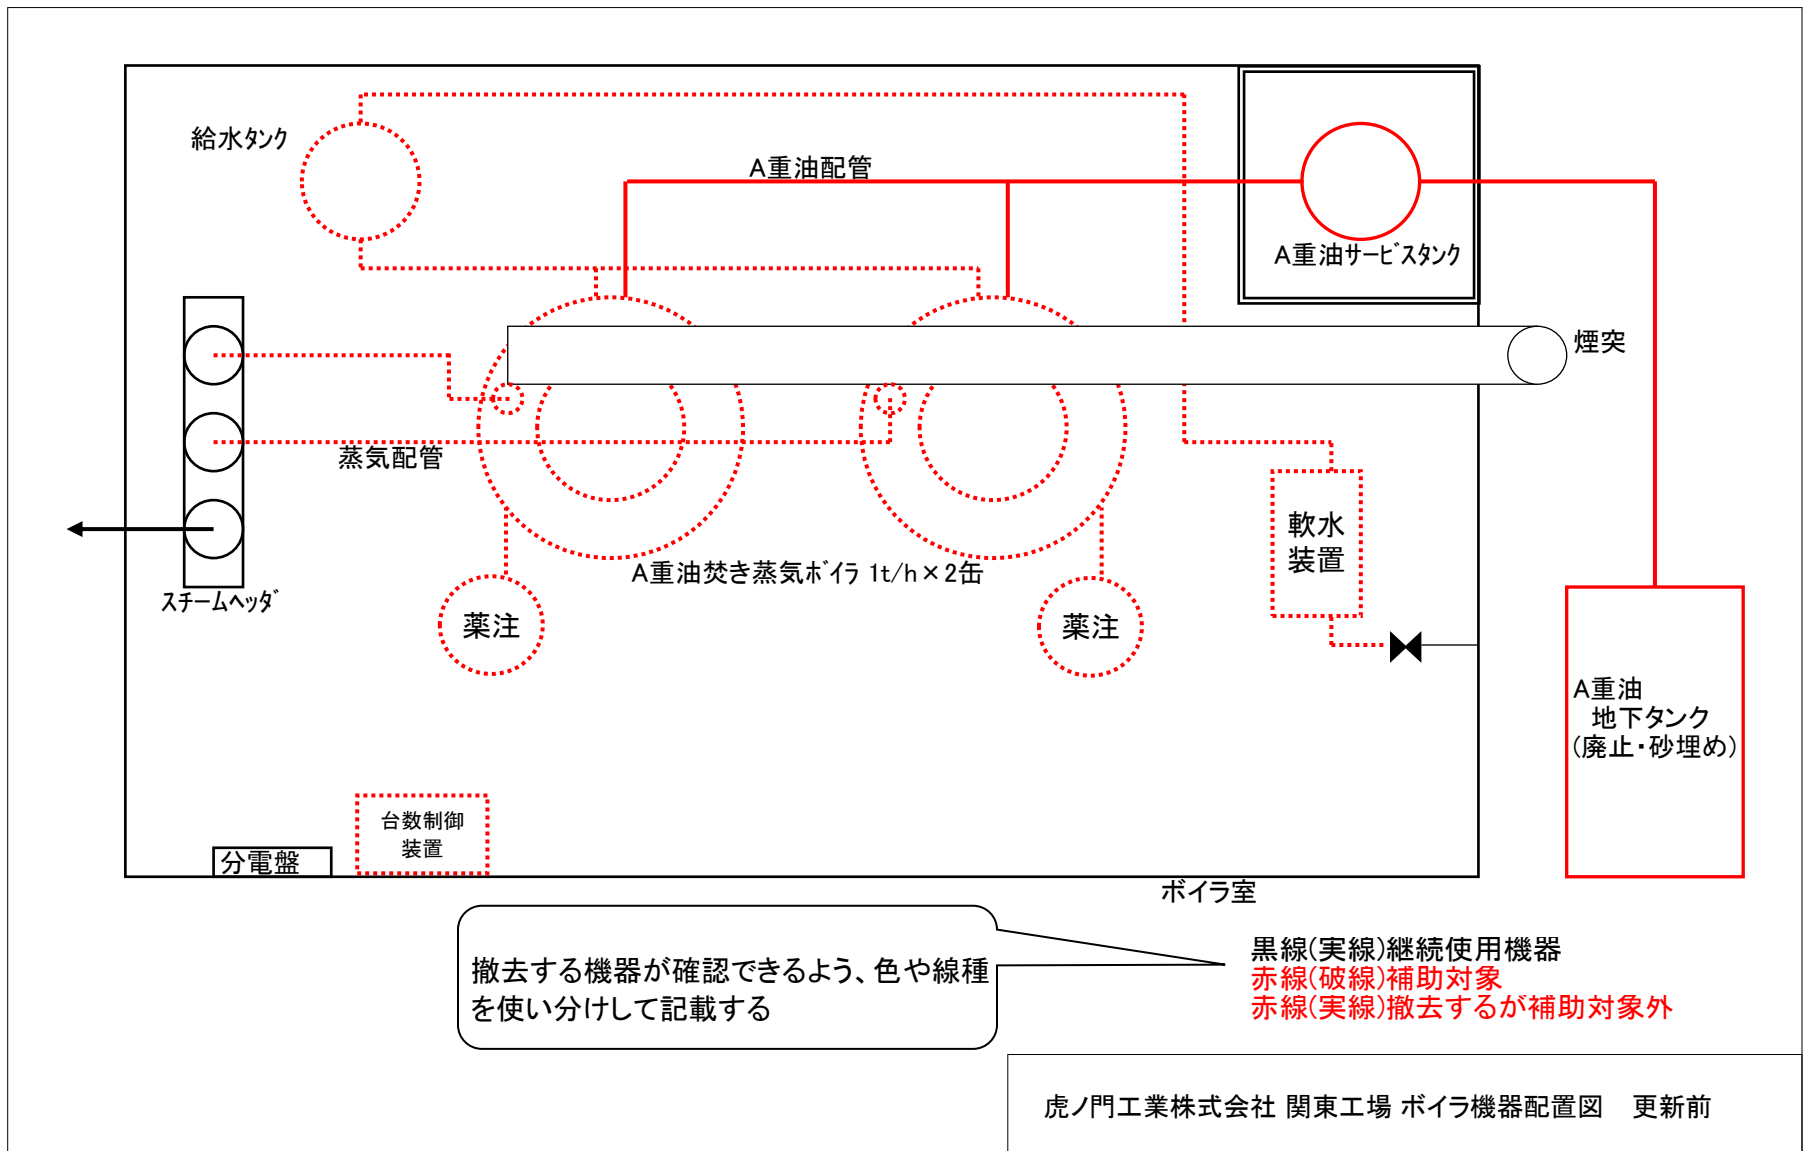 給水タンク
A重油配管
A重油サービスタンク
煙突
蒸気配管
軟水
装置
A重油焚き蒸気ボイラ 1t/h×2缶
スチームヘッダ
薬注
薬注
A重油
地下タンク
(廃止・砂埋め)
台数制御
装置
分電盤
ボイラ室
撤去する機器が確認できるよう、色や線種
を使い分けして記載する
黒線(実線)継続使用機器
赤線(破線)補助対象
赤線(実線)撤去するが補助対象外
虎ノ門工業株式会社 関東工場 ボイラ機器配置図　更新前